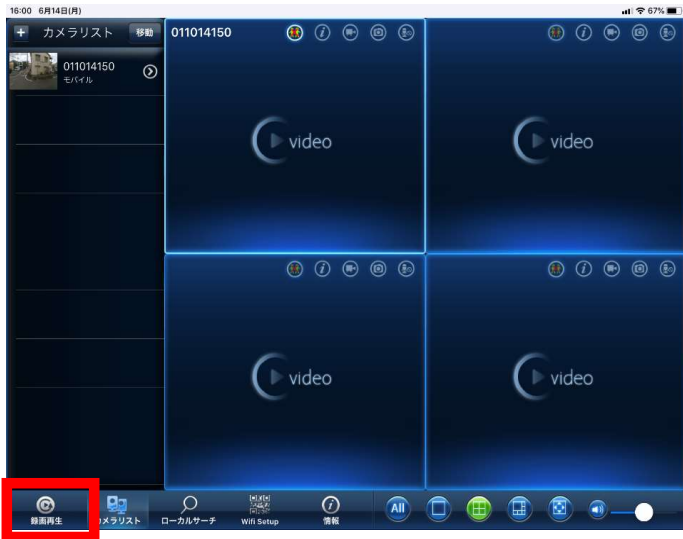 16:00 6月14日(月)
67%
+ カメラリスト 移動
011014150
011014150
モバイル
video
video
video
video
録画再生
カメラリスト
ローカルサーチ
Wifi Setup
情報
All